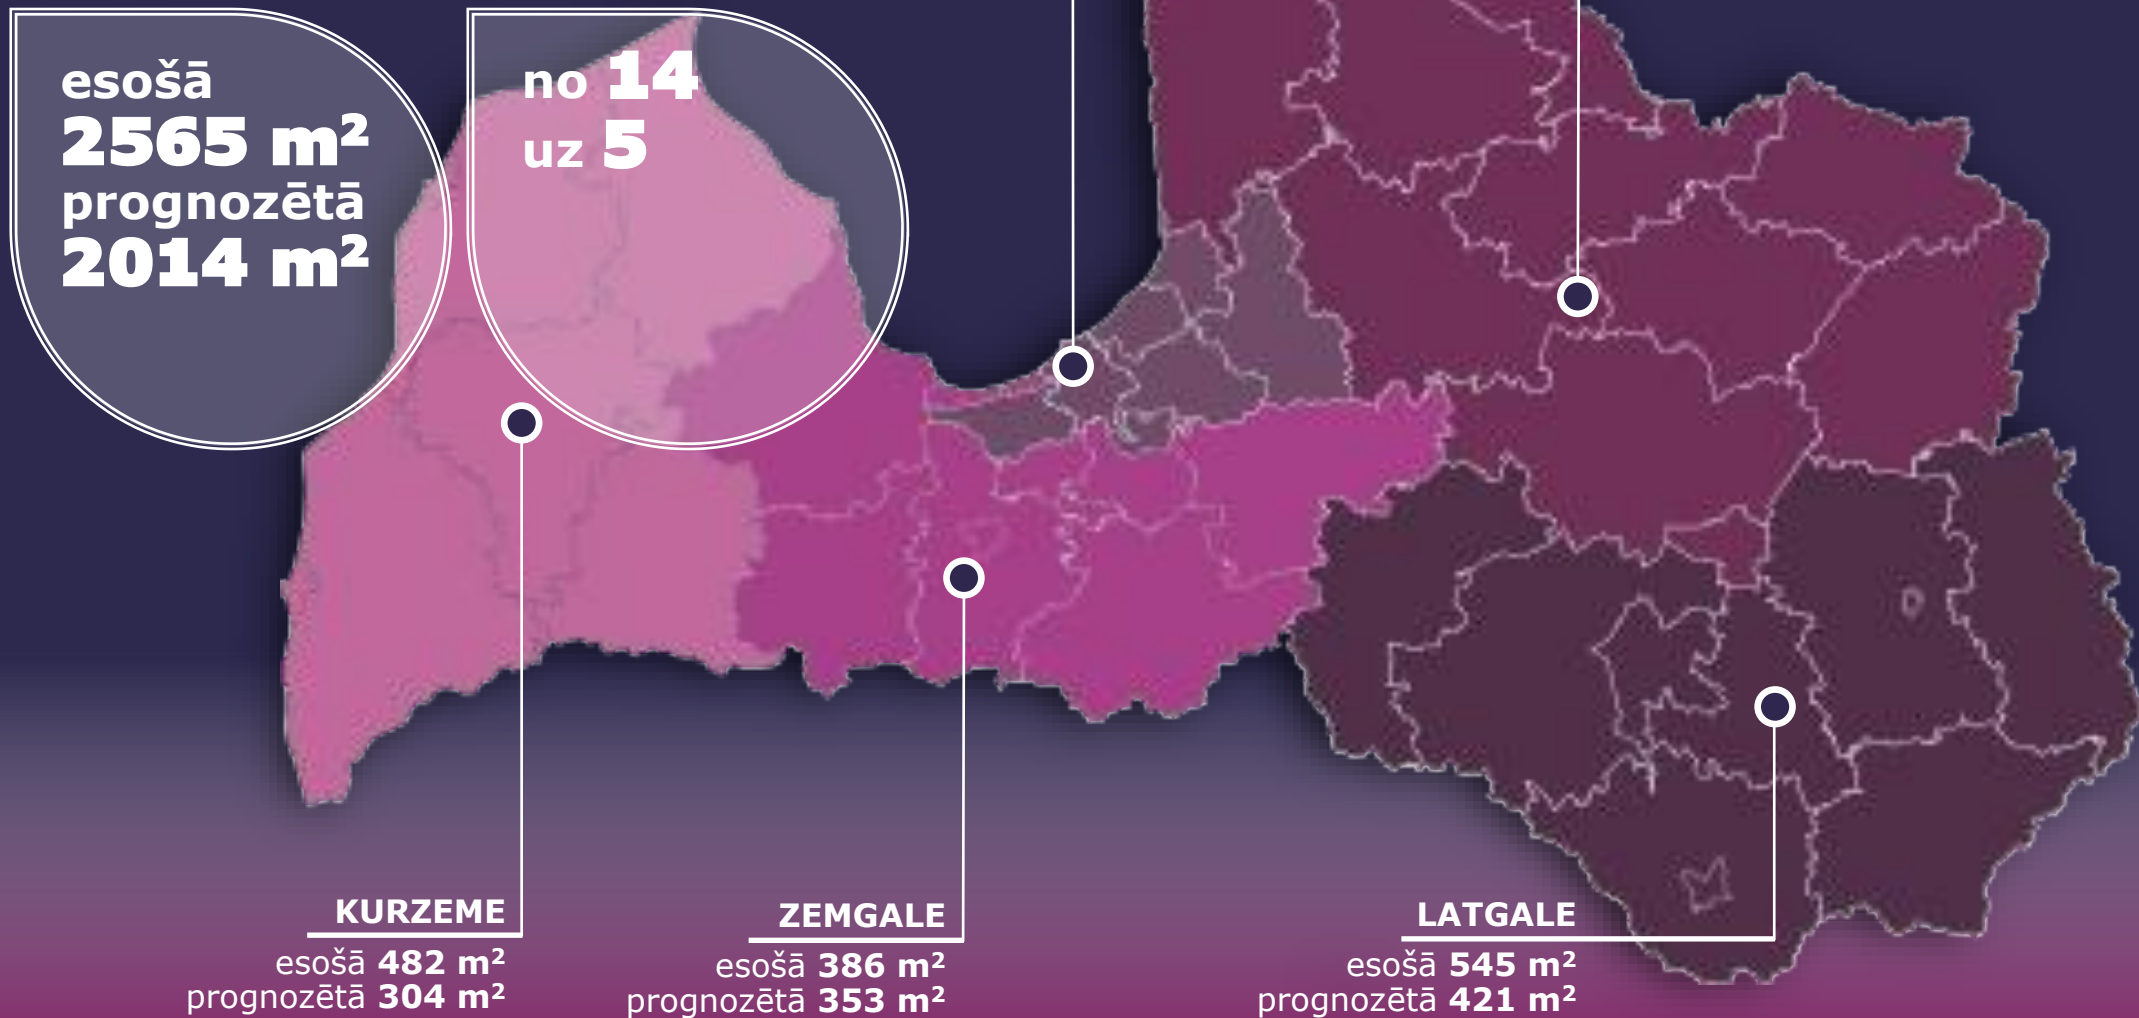 esošā
2565 m²
prognozētā
2014 m²
no 14
uz 5
KURZEME
esošā 482 m²
prognozētā 304 m²
ZEMGALE
esošā 386 m²
prognozētā 353 m²
LATGALE
esošā 545 m²
prognozētā 421 m²